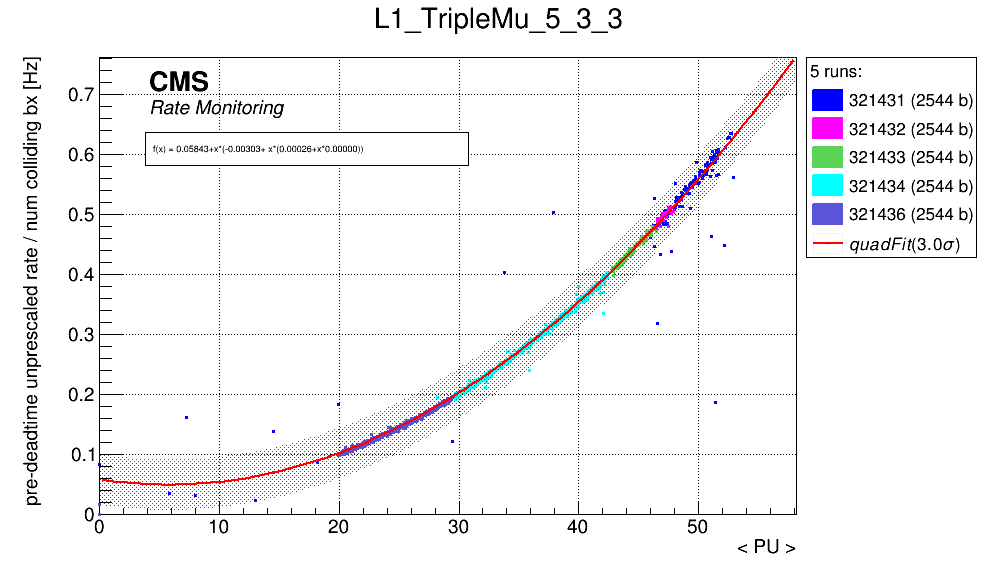 L1_TripleMu_5_3_3
pre-deadtime unprescaled rate / num colliding bx [Hz]
CMS
Rate Monitoring
f(x) = 0.05843+x*(-0.00303+ x*(0.00026+x*0.00000))
0.7
0.6
0.5
0.4
0.3
0.2
0.1
0
0 10 20 30 40 50
< PU >
5 runs:
321431 (2544 b)
321432 (2544 b)
321433 (2544 b)
321434 (2544 b)
321436 (2544 b)
quadFit(3.0σ)